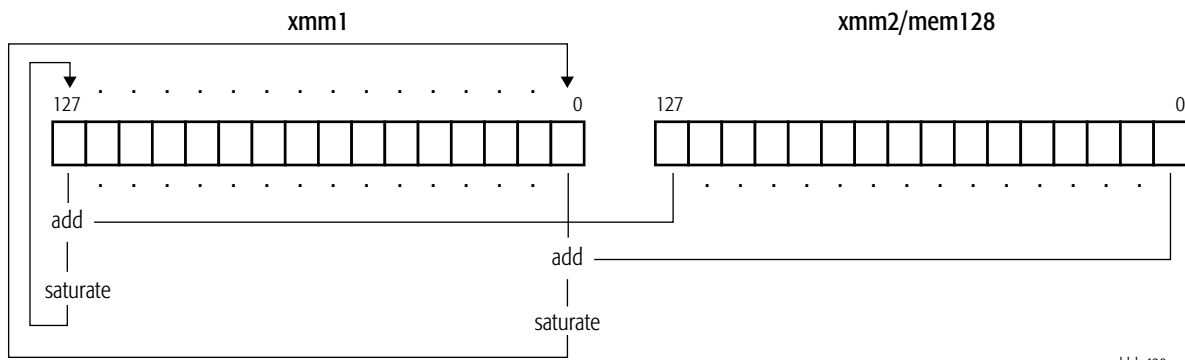 xmm1 xmm2/mem128
127 . . . . . . . . . . . . . . 0 127 0
. . . . . . . . . . . . . . . . . . . . . . . . . . . .
add
add
saturate
saturate